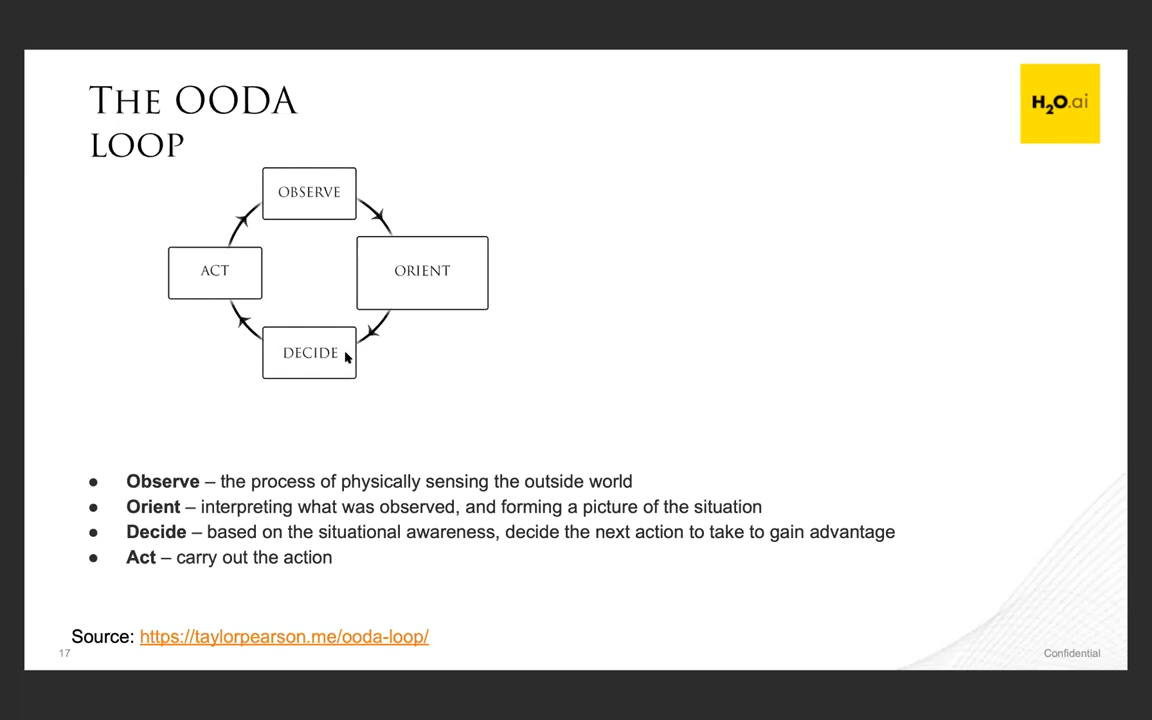 THE OODA
LOOP
H2O.ai
OBSERVE
ACT
ORIENT
DECIDE
● Observe – the process of physically sensing the outside world
● Orient – interpreting what was observed, and forming a picture of the situation
● Decide – based on the situational awareness, decide the next action to take to gain advantage
● Act – carry out the action
Source: https://taylorpearson.me/ooda-loop/
17
Confidential